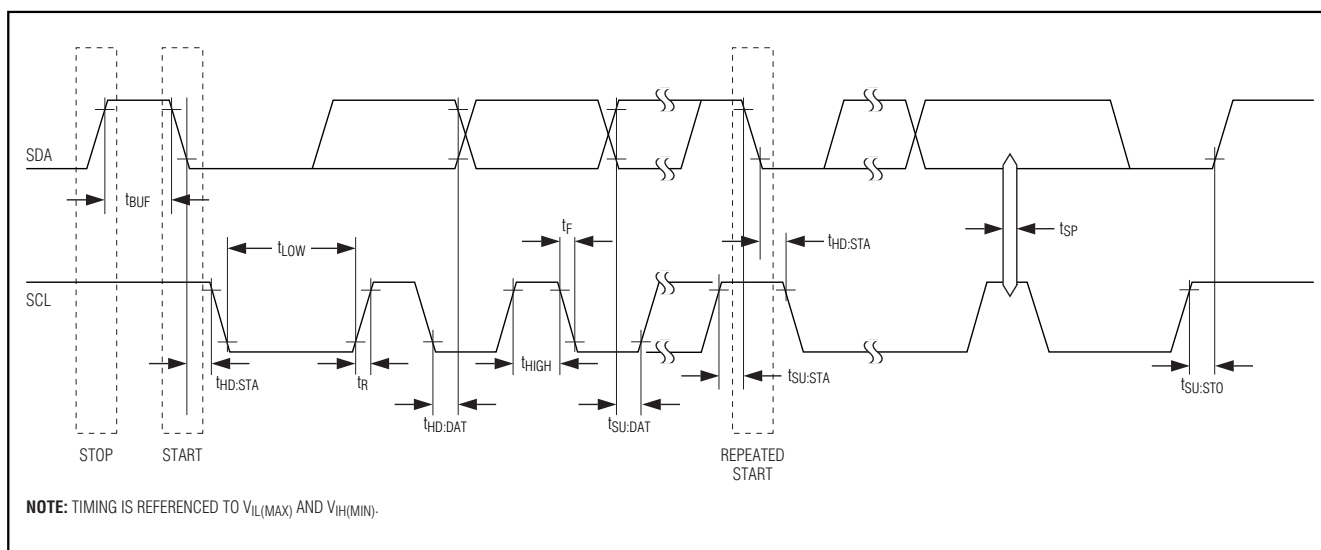 SDA
tBUF
tLOW
tF
tHD:STA
tSP
SCL
tHD:STA
tR
tHIGH
tHD:DAT
tSU:DAT
tSU:STA
tSU:STO
STOP
START
REPEATED
START
NOTE: TIMING IS REFERENCED TO VIL(MAX) AND VIH(MIN).